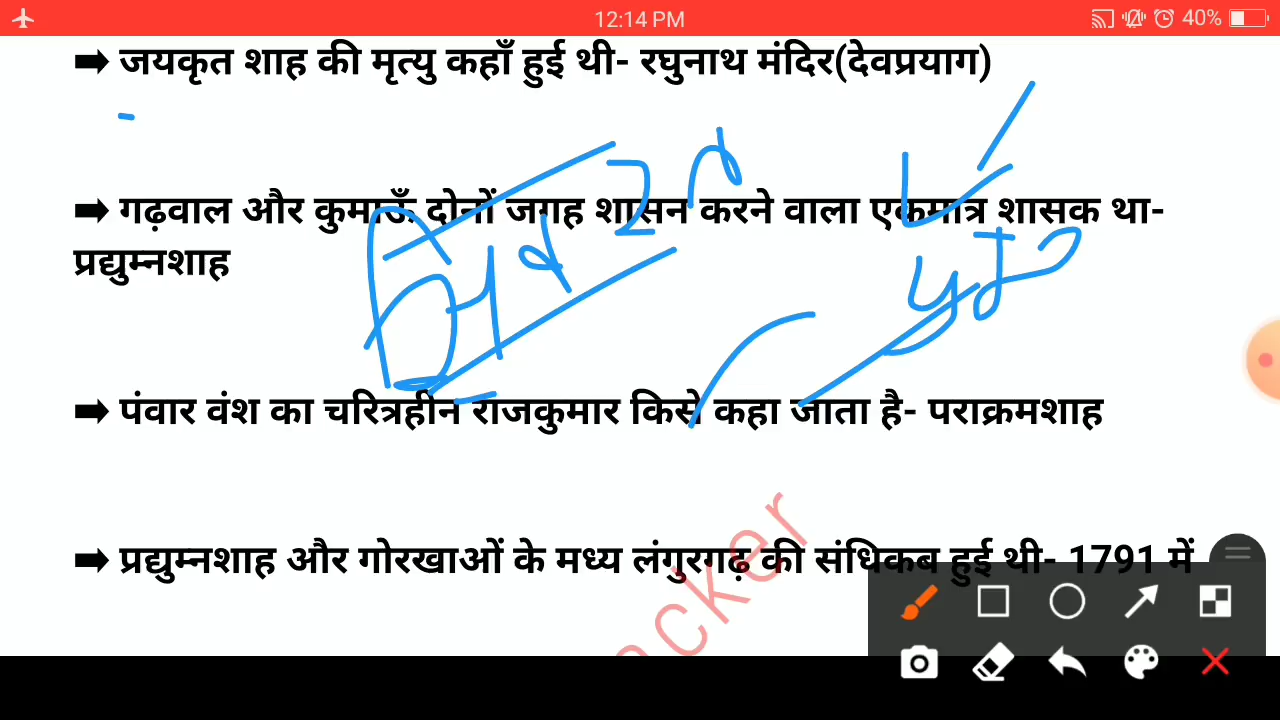 12:14 PM 40%
➡ जयकृत शाह की मृत्यु कहाँ हुई थी- रघुनाथ मंदिर(देवप्रयाग)
➡ गढ़वाल और कुमाऊँ दोनों जगह शासन करने वाला एकमात्र शासक था-
प्रद्युम्नशाह
➡ पंवार वंश का चरित्रहीन राजकुमार किसे कहा जाता है- पराक्रमशाह
➡ प्रद्युम्नशाह और गोरखाओं के मध्य लंगुरगढ़ की संधिकब हुई थी- 1791 में
acker